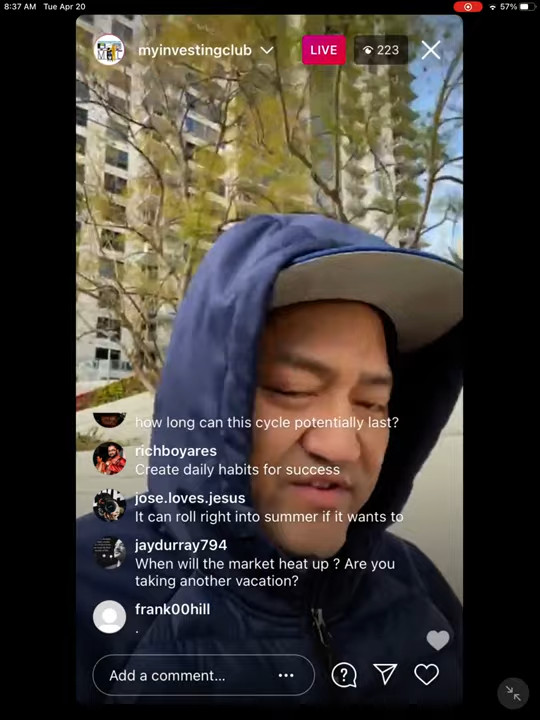 8:37 AM Tue Apr 20
57%
myinvestingclub
LIVE
223
how long can this cycle potentially last?
richboyares
Create daily habits for success
jose.loves.jesus
It can roll right into summer if it wants to
jaydurray794
When will the market heat up ? Are you
taking another vacation?
frank00hill
.
Add a comment...